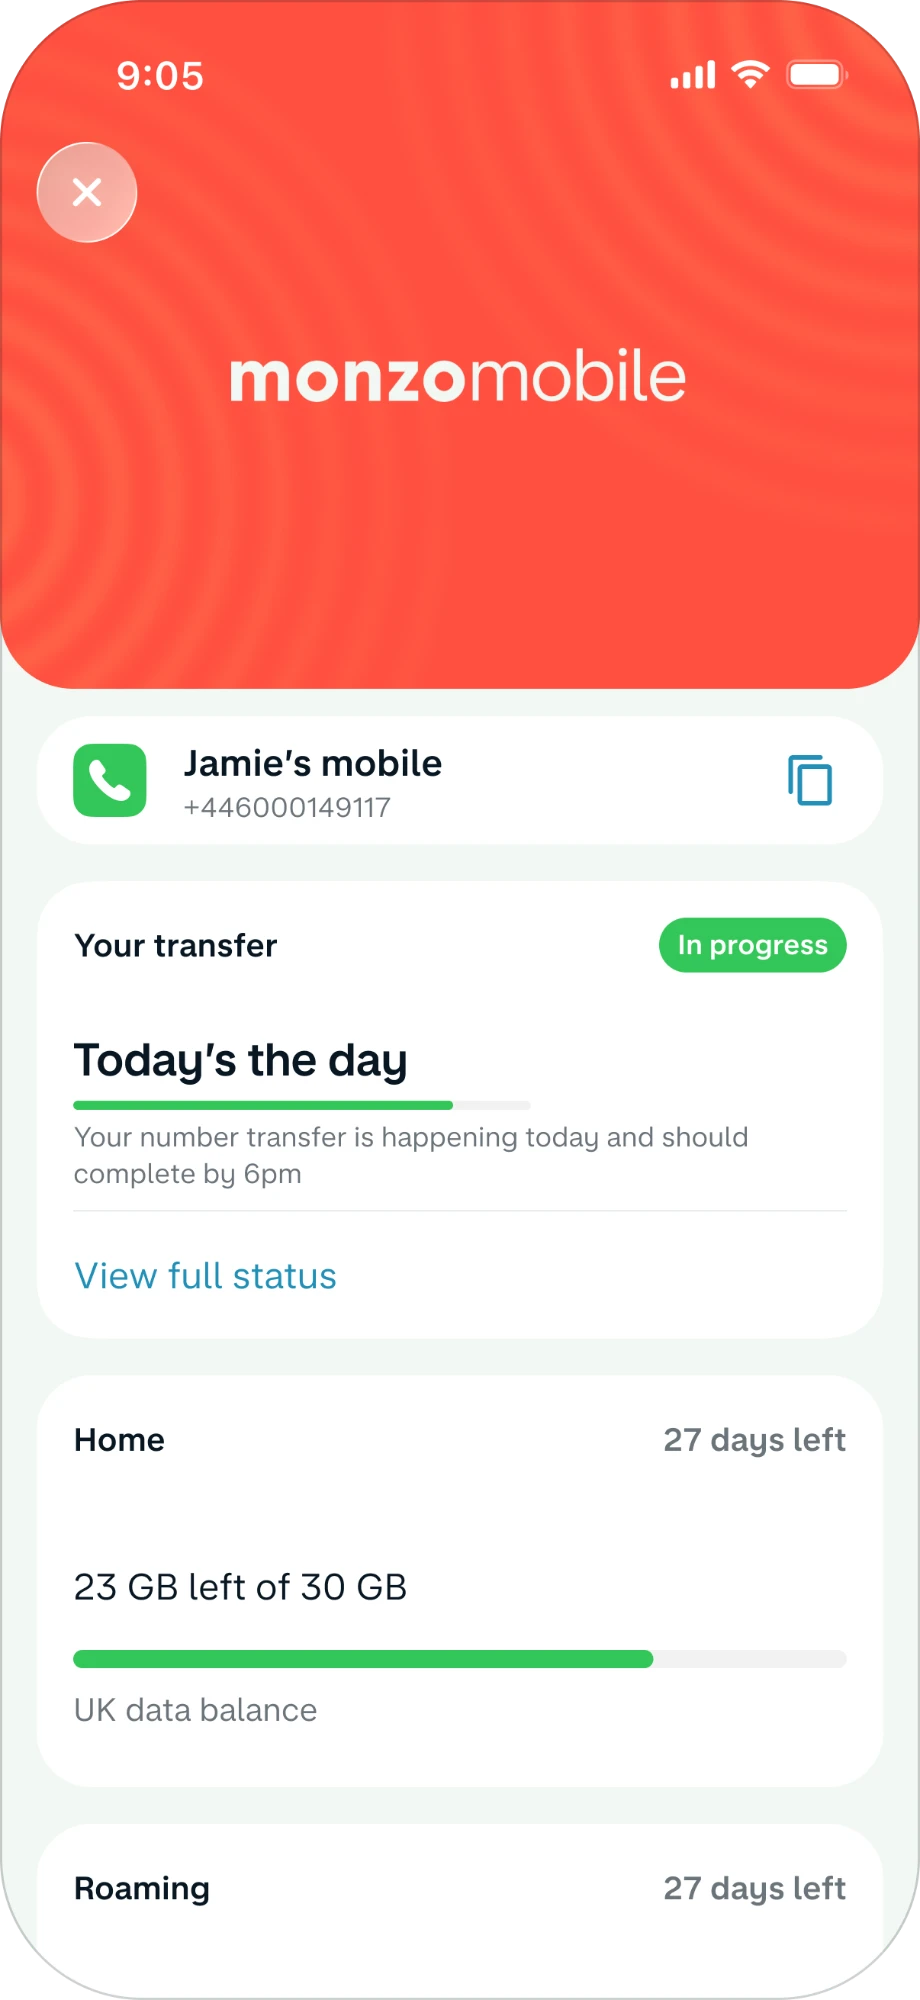 9:05
monzomobile
Jamie's mobile
+446000149117
Your transfer
In progress
Today's the day
Your number transfer is happening today and should
complete by 6pm
View full status
Home
27 days left
23 GB left of 30 GB
UK data balance
Roaming
27 days left